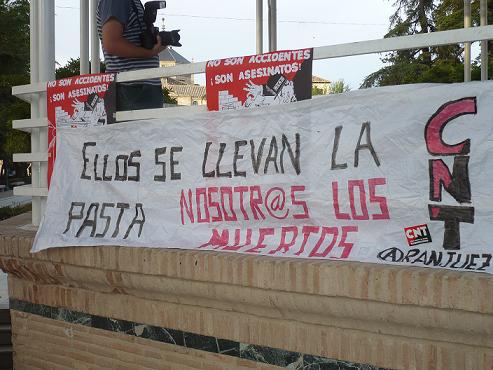 NO SON ACCIDENTES
¡SON ASESINATOS!
NO SON ACCIDENTES
¡SON ASESINATOS!
ELLOS SE LLEVAN LA
PASTA NOSOTR@S LOS
MUERTOS
CNT
CNT
ARANJUEZ